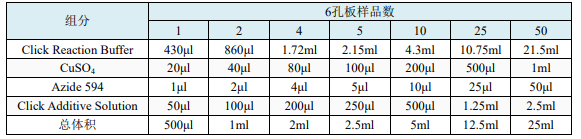 组分 6孔板样品数
1 2 4 5 10 25 50
Click Reaction Buffer 430μl 860μl 1.72ml 2.15ml 4.3ml 10.75ml 21.5ml
CuSO₄ 20μl 40μl 80μl 100μl 200μl 500μl 1ml
Azide 594 1μl 2μl 4μl 5μl 10μl 25μl 50μl
Click Additive Solution 50μl 100μl 200μl 250μl 500μl 1.25ml 2.5ml
总体积 500μl 1ml 2ml 2.5ml 5ml 12.5ml 25ml